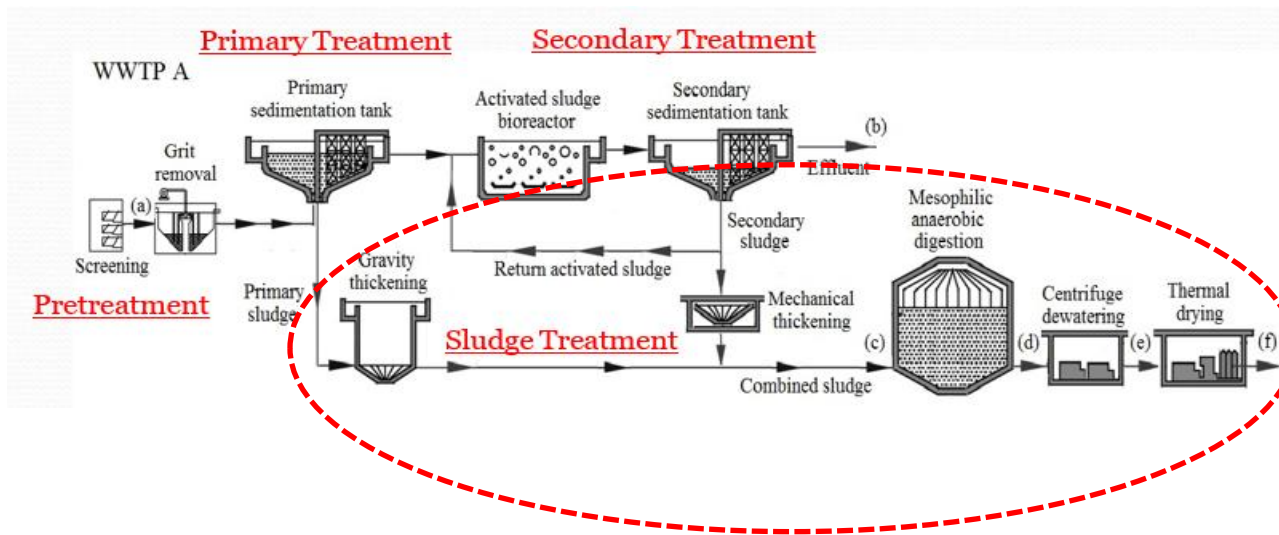 Primary Treatment
Secondary Treatment
WWTP A
Primary
sedimentation tank
Activated sludge
bioreactor
Secondary
sedimentation tank
(b)
Effluent
Grit
removal
(a)
Screening
Pretreatment
Primary
sludge
Gravity
thickening
Return activated sludge
Secondary
sludge
Mechanical
thickening
Sludge Treatment
Combined sludge
Mesophilic
anaerobic
digestion
(c)
(d)
Centrifuge
dewatering
(e)
Thermal
drying
(f)